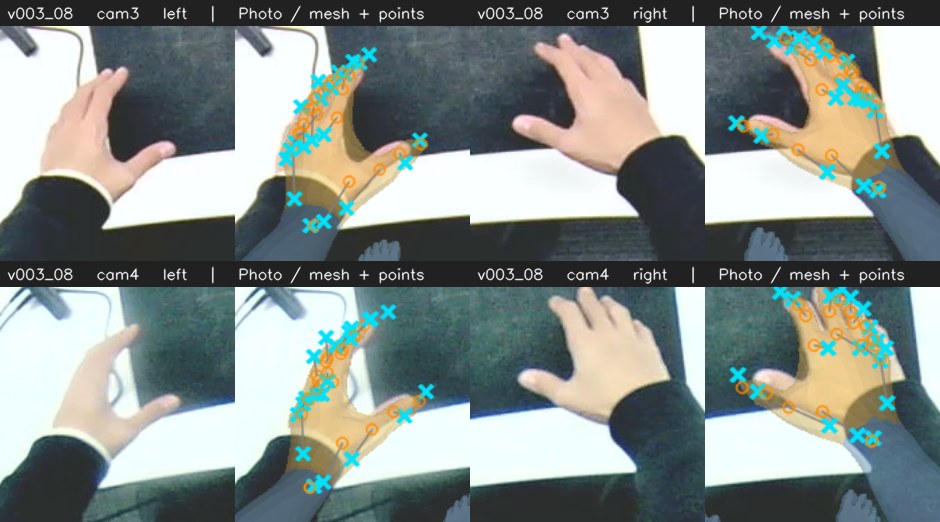 v003_08 cam3 left | Photo / mesh + points
v003_08 cam3 right | Photo / mesh + points
v003_08 cam4 left | Photo / mesh + points
v003_08 cam4 right | Photo / mesh + points